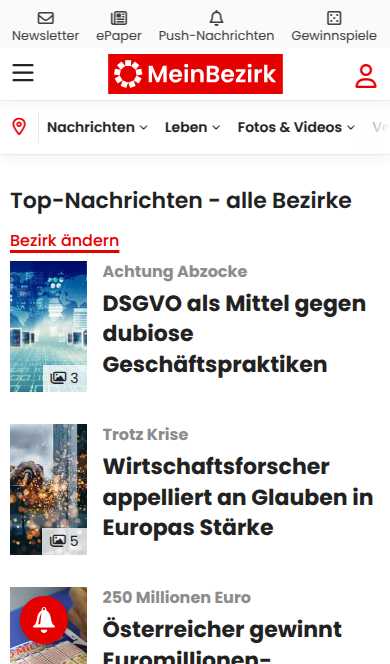 Newsletter
ePaper
Push-Nachrichten
Gewinnspiele
MeinBezirk
Nachrichten
Leben
Fotos & Videos
Top-Nachrichten - alle Bezirke
Bezirk ändern
Achtung Abzocke
DSGVO als Mittel gegen
dubiose
Geschäftspraktiken
3
Trotz Krise
Wirtschaftsforscher
appelliert an Glauben in
Europas Stärke
5
250 Millionen Euro
Österreicher gewinnt
Euromillionen-